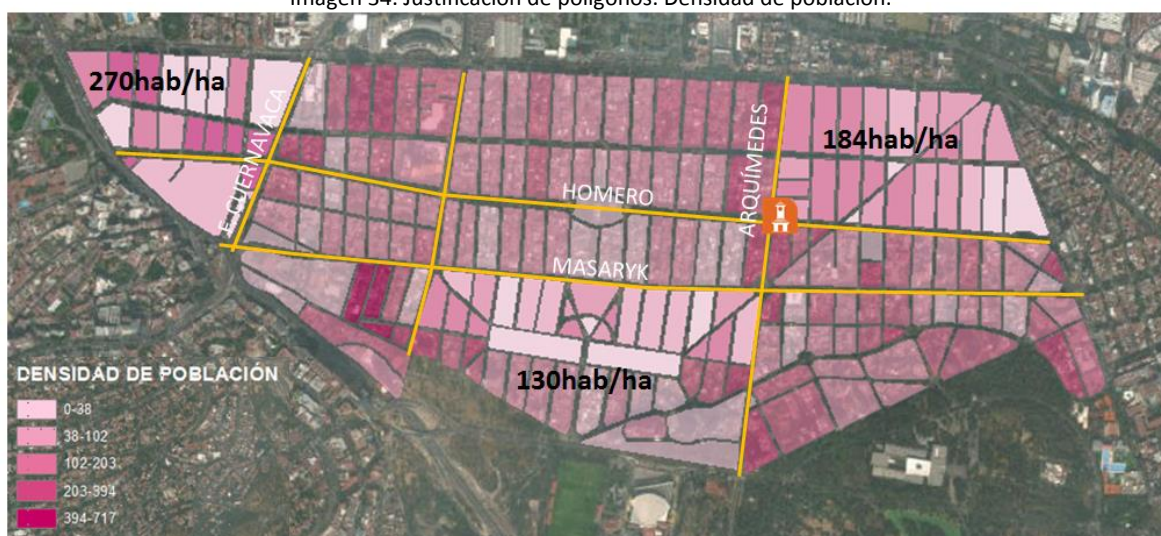 Imagen 34. Justificación de polígonos. Densidad de población.
270hab/ha
F.CUERNAVACA
ARQUÍMEDES
184hab/ha
HOMERO
MASARYK
130hab/ha
DENSIDAD DE POBLACIÓN
0-38
38-102
102-203
203-394
394-717